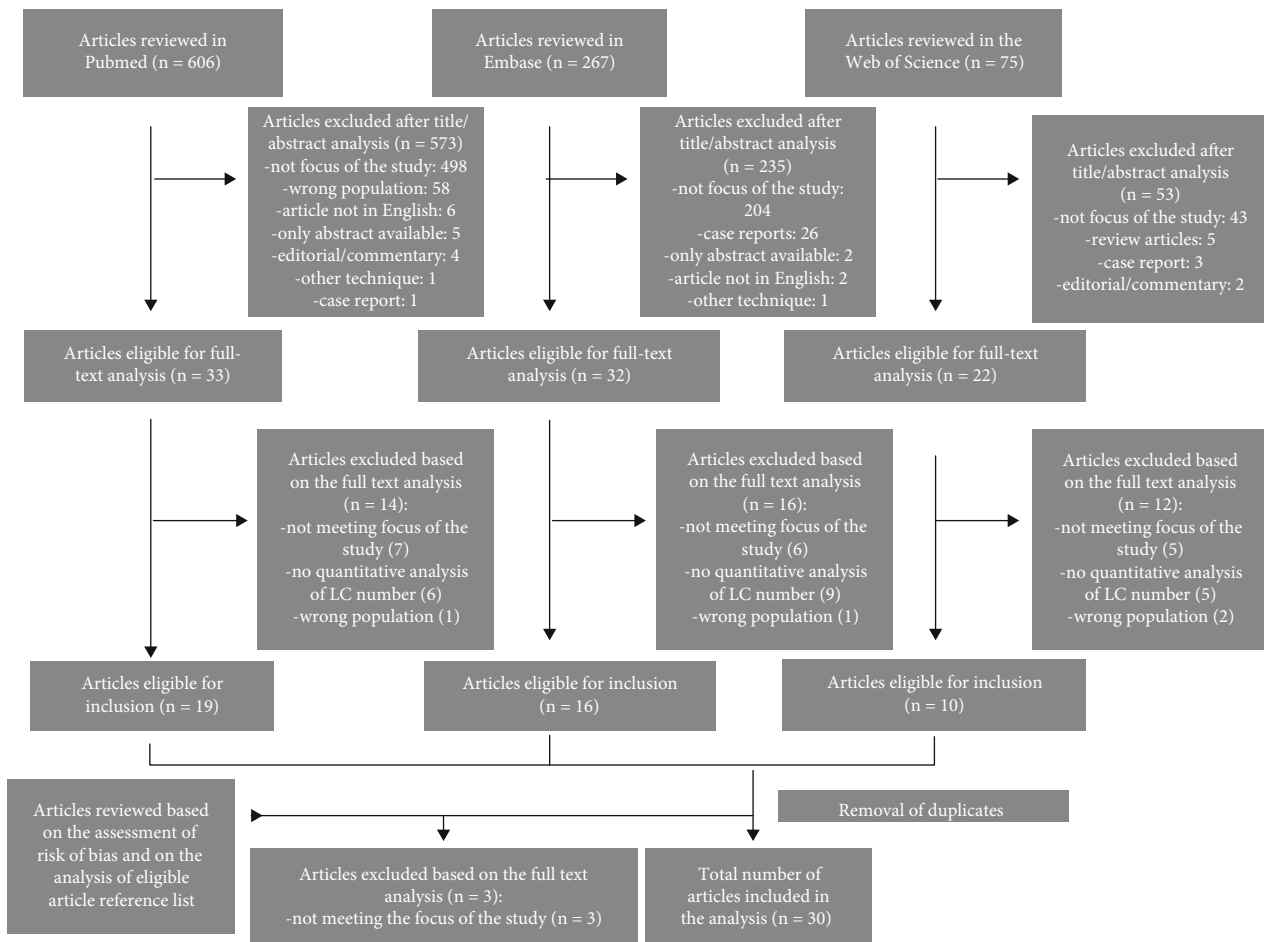 Articles reviewed in
Pubmed (n = 606)
Articles reviewed in
Embase (n = 267)
Articles reviewed in the
Web of Science (n = 75)
Articles excluded after title/
abstract analysis (n = 573)
-not focus of the study: 498
-wrong population: 58
-article not in English: 6
-only abstract available: 5
-editorial/commentary: 4
-other technique: 1
-case report: 1
Articles excluded after
title/abstract analysis
(n = 235)
-not focus of the study:
204
-case reports: 26
-only abstract available: 2
-article not in English: 2
-other technique: 1
Articles excluded after
title/abstract analysis
(n = 53)
-not focus of the study: 43
-review articles: 5
-case report: 3
-editorial/commentary: 2
Articles eligible for full-
text analysis (n = 33)
Articles eligible for full-text
analysis (n = 32)
Articles eligible for full-text
analysis (n = 22)
Articles excluded based
on the full text analysis
(n = 14):
-not meeting focus of the
study (7)
-no quantitative analysis
of LC number (6)
-wrong population (1)
Articles excluded based
on the full text analysis
(n = 16):
-not meeting focus of the
study (6)
-no quantitative analysis
of LC number (9)
-wrong population (1)
Articles excluded based
on the full text analysis
(n = 12):
-not meeting focus of the
study (5)
-no quantitative analysis
of LC number (5)
-wrong population (2)
Articles eligible for
inclusion (n = 19)
Articles eligible for inclusion
(n = 16)
Articles eligible for inclusion
(n = 10)
Articles reviewed based
on the assessment of
risk of bias and on the
analysis of eligible
article reference list
Removal of duplicates
Articles excluded based on the full text
analysis (n = 3):
-not meeting the focus of the study (n = 3)
Total number of
articles included in
the analysis (n = 30)